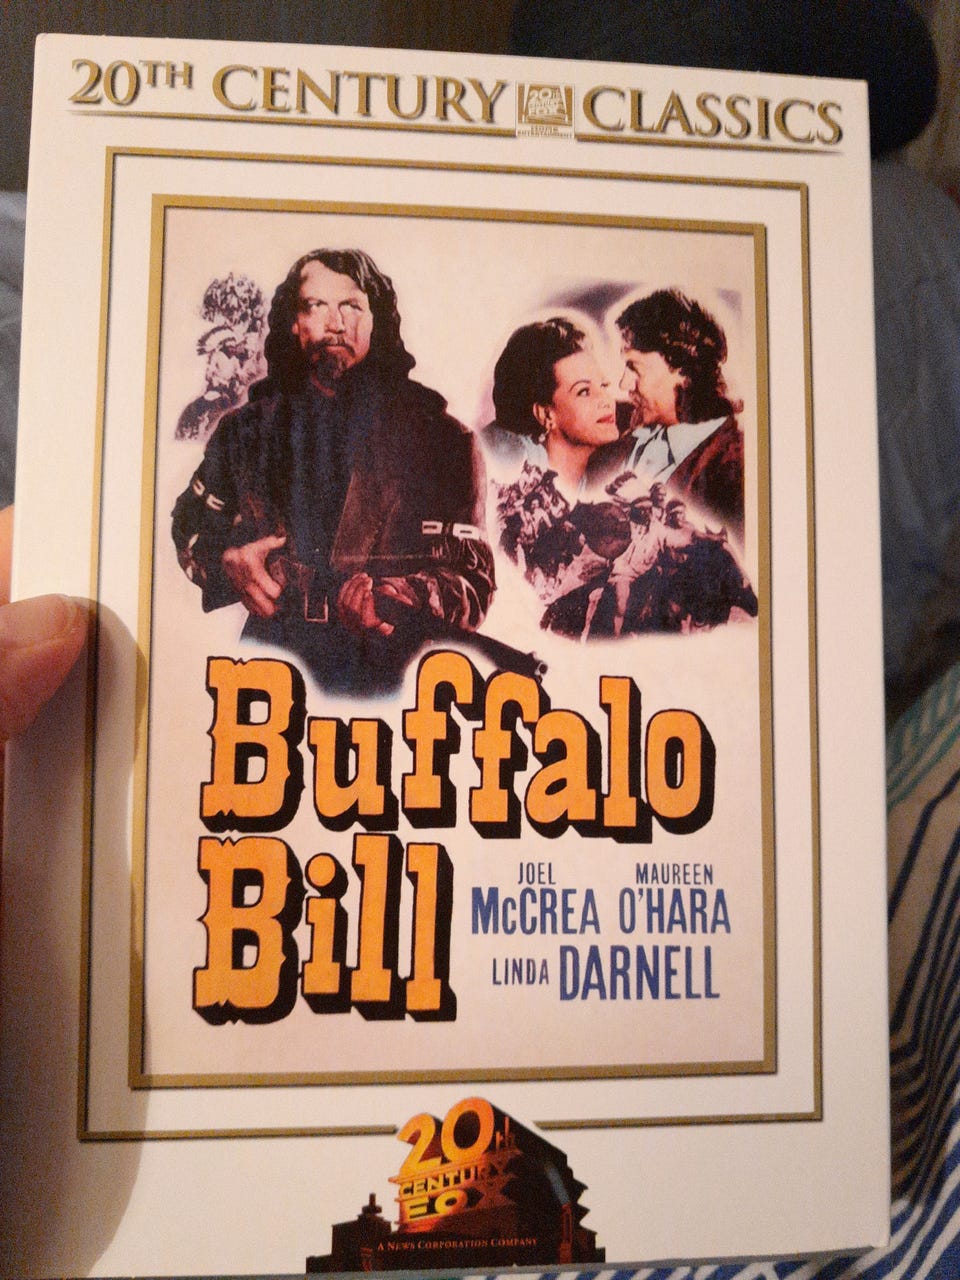 20TH CENTURY CLASSICS
Buffalo
Bill
JOEL MAUREEN
McCREA O'HARA
LINDA DARNELL
20th
CENTURY
FOX
A NEWS CORPORATION COMPANY